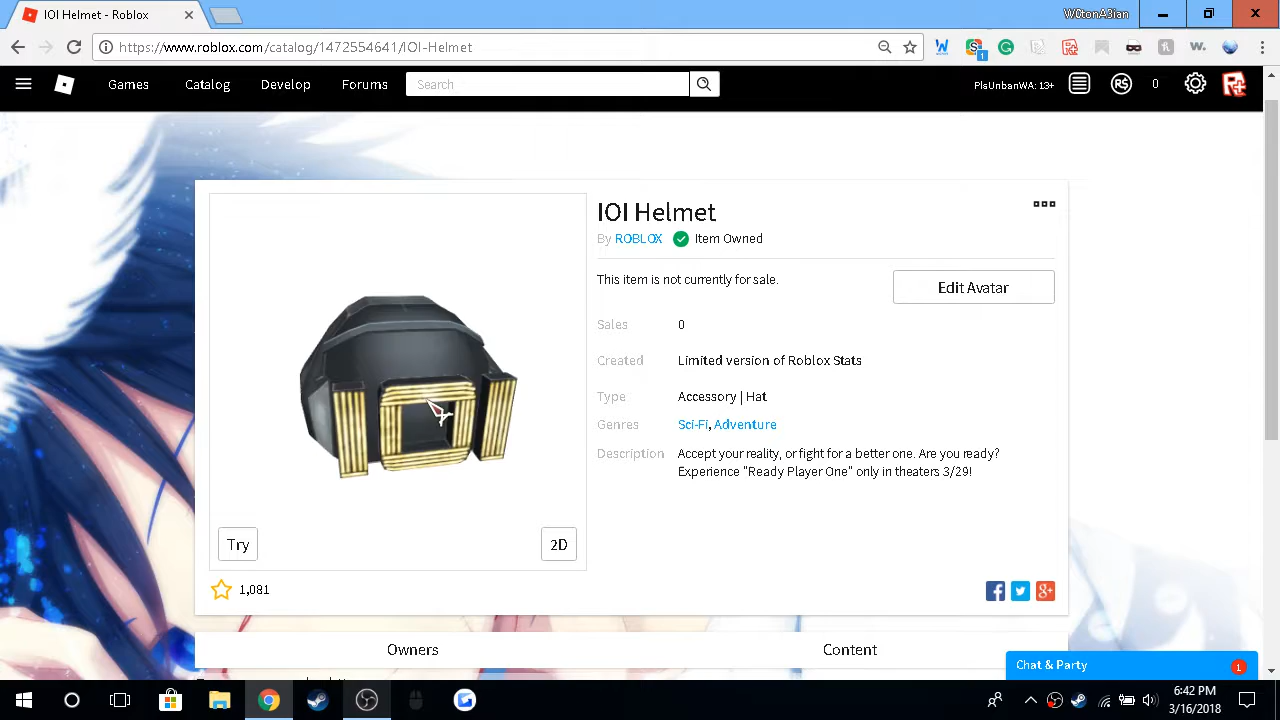 IOI Helmet - Roblox
W0tonA3ian
https://www.roblox.com/catalog/1472554641/IOI-Helmet
1
Games Catalog Develop Forums Search PlsUnbanWA: 13+ R$ 0 R+
IOI Helmet
By ROBLOX Item Owned
This item is not currently for sale. Edit Avatar
Sales 0
Created Limited version of Roblox Stats
Type Accessory | Hat
Genres Sci-Fi, Adventure
Description Accept your reality, or fight for a better one. Are you ready?
Experience "Ready Player One" only in theaters 3/29!
Try 2D
1,081
Owners Content
Chat & Party 1
6:42 PM
3/16/2018